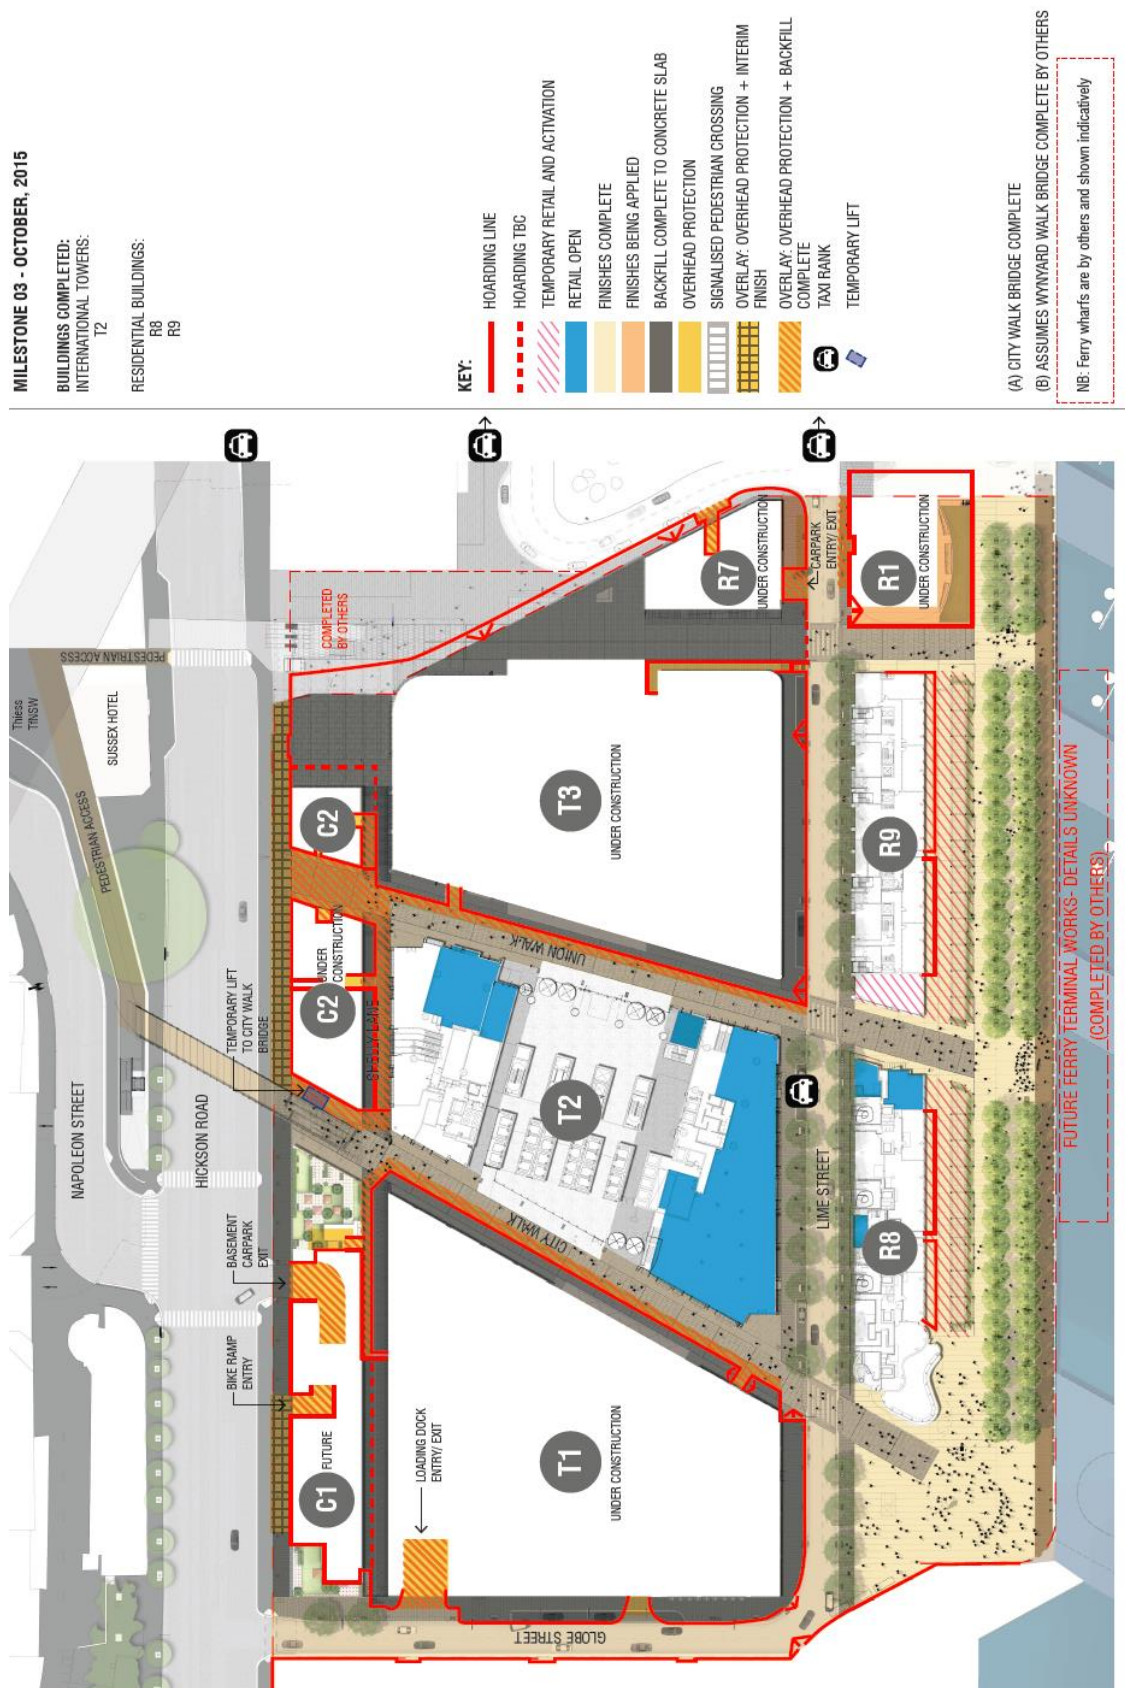 MILESTONE 03 - OCTOBER, 2015
BUILDINGS COMPLETED:
INTERNATIONAL TOWERS:
T2
RESIDENTIAL BUILDINGS:
R8
R9
KEY:
HOARDING LINE
HOARDING TBC
TEMPORARY RETAIL AND ACTIVATION
RETAIL OPEN
FINISHES COMPLETE
FINISHES BEING APPLIED
BACKFILL COMPLETE TO CONCRETE SLAB
OVERHEAD PROTECTION
SIGNALISED PEDESTRIAN CROSSING
OVERLAY: OVERHEAD PROTECTION + INTERIM
FINISH
OVERLAY: OVERHEAD PROTECTION + BACKFILL
COMPLETE
TAXI RANK
TEMPORARY LIFT
(A) CITY WALK BRIDGE COMPLETE
(B) ASSUMES WYNYARD WALK BRIDGE COMPLETE BY OTHERS
NB: Ferry wharfs are by others and shown indicatively
Thiess
TfNSW
SUSSEX HOTEL
PEDESTRIAN ACCESS
PEDESTRIAN ACCESS
NAPOLEON STREET
HICKSON ROAD
TEMPORARY LIFT
TO CITY WALK
BRIDGE
BASEMENT
CARPARK
EXIT
BIKE RAMP
ENTRY
COMPLETED
BY OTHERS
C2
C2
UNDER
CONSTRUCTION
SHELLY LANE
C1
FUTURE
LOADING DOCK
ENTRY/ EXIT
T3
UNDER CONSTRUCTION
UNION WALK
T2
CITY WALK
T1
UNDER CONSTRUCTION
GLOBE STREET
R7
UNDER CONSTRUCTION
CARPARK
ENTRY/ EXIT
R1
UNDER CONSTRUCTION
LIME STREET
R9
R8
FUTURE FERRY TERMINAL WORKS- DETAILS UNKNOWN
(COMPLETED BY OTHERS)